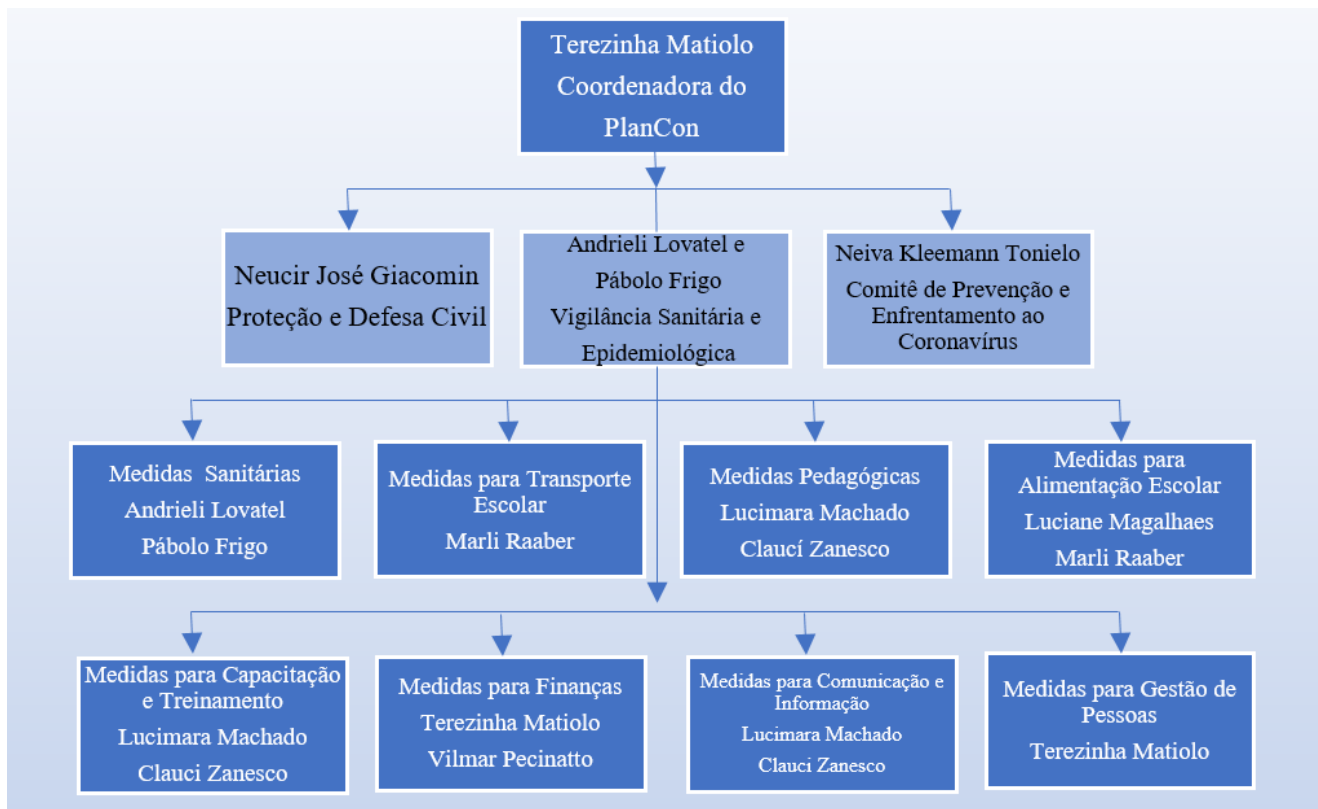 Terezinha Matiolo
Coordenadora do
PlanCon
Neucir José Giacomin
Proteção e Defesa Civil
Andrieli Lovatel e
Pábolo Frigo
Vigilância Sanitária e
Epidemiológica
Neiva Kleemann Tonielo
Comitê de Prevenção e
Enfrentamento ao
Coronavírus
Medidas Sanitárias
Andrieli Lovatel
Pábolo Frigo
Medidas para Transporte
Escolar
Marli Raaber
Medidas Pedagógicas
Lucimara Machado
Claucí Zanesco
Medidas para
Alimentação Escolar
Luciane Magalhaes
Marli Raaber
Medidas para Capacitação
e Treinamento
Lucimara Machado
Clauci Zanesco
Medidas para Finanças
Terezinha Matiolo
Vilmar Pecinatto
Medidas para Comunicação e
Informação
Lucimara Machado
Clauci Zanesco
Medidas para Gestão de
Pessoas
Terezinha Matiolo